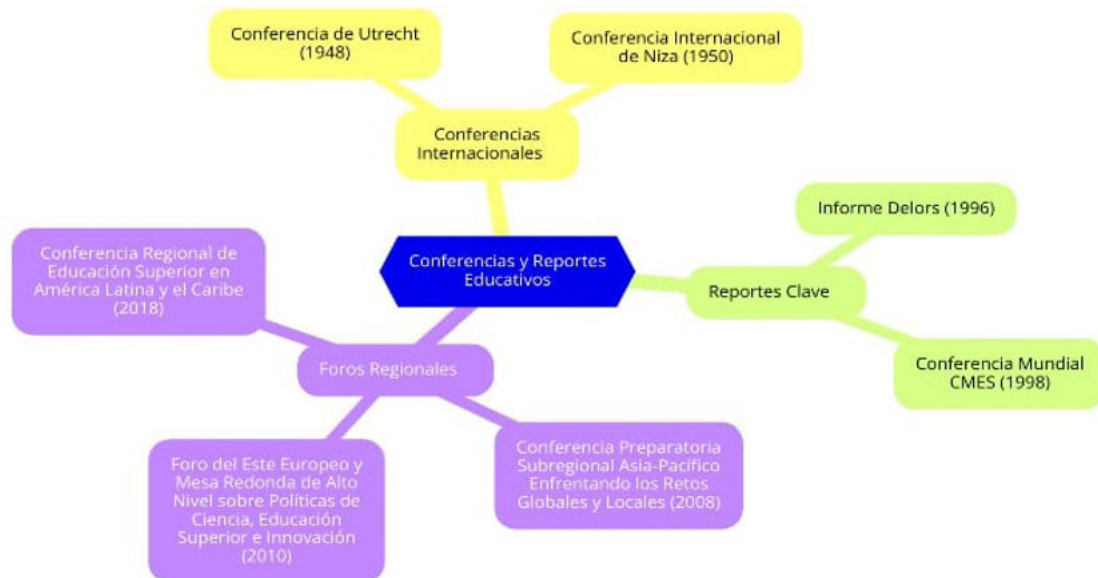 Conferencia de Utrecht
(1948)
Conferencia Internacional
de Niza (1950)
Conferencias
Internacionales
Informe Delors (1996)
Conferencia Regional de
Educación Superior en
América Latina y el Caribe
(2018)
Conferencias y Reportes
Educativos
Reportes Clave
Conferencia Mundial
CMES (1998)
Foros Regionales
Foro del Este Europeo y
Mesa Redonda de Alto
Nivel sobre Políticas de
Ciencia, Educación
Superior e Innovación
(2010)
Conferencia Preparatoria
Subregional Asia-Pacífico
Enfrentando los Retos
Globales y Locales (2008)